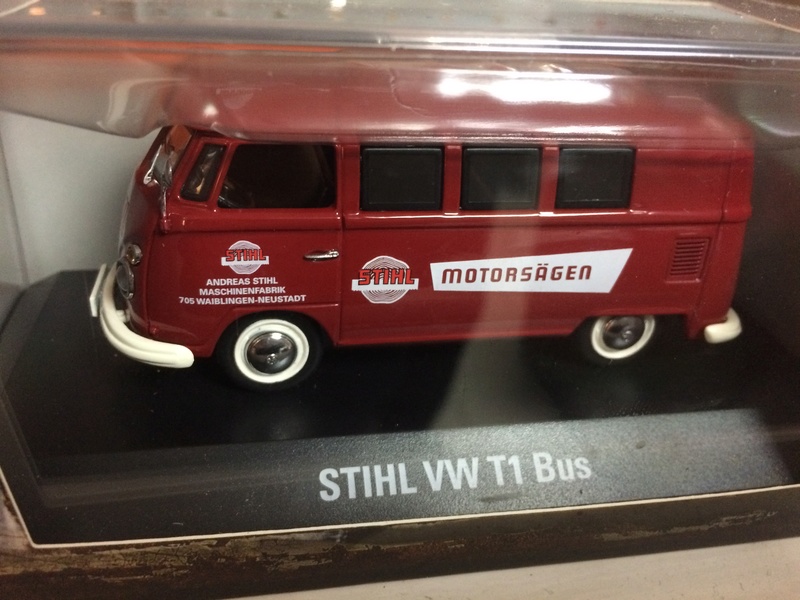 STIHL
ANDREAS STIHL
MASCHINENFABRIK
705 WAIBLINGEN-NEUSTADT
STIHL
MOTORSÄGEN
STIHL VW T1 Bus